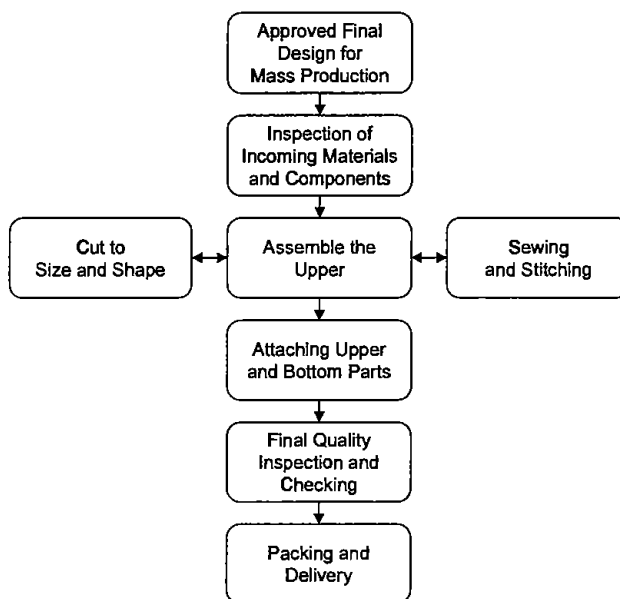 Approved Final
Design for
Mass Production
Inspection of
Incoming Materials
and Components
Cut to
Size and Shape
Assemble the
Upper
Sewing
and Stitching
Attaching Upper
and Bottom Parts
Final Quality
Inspection and
Checking
Packing and
Delivery